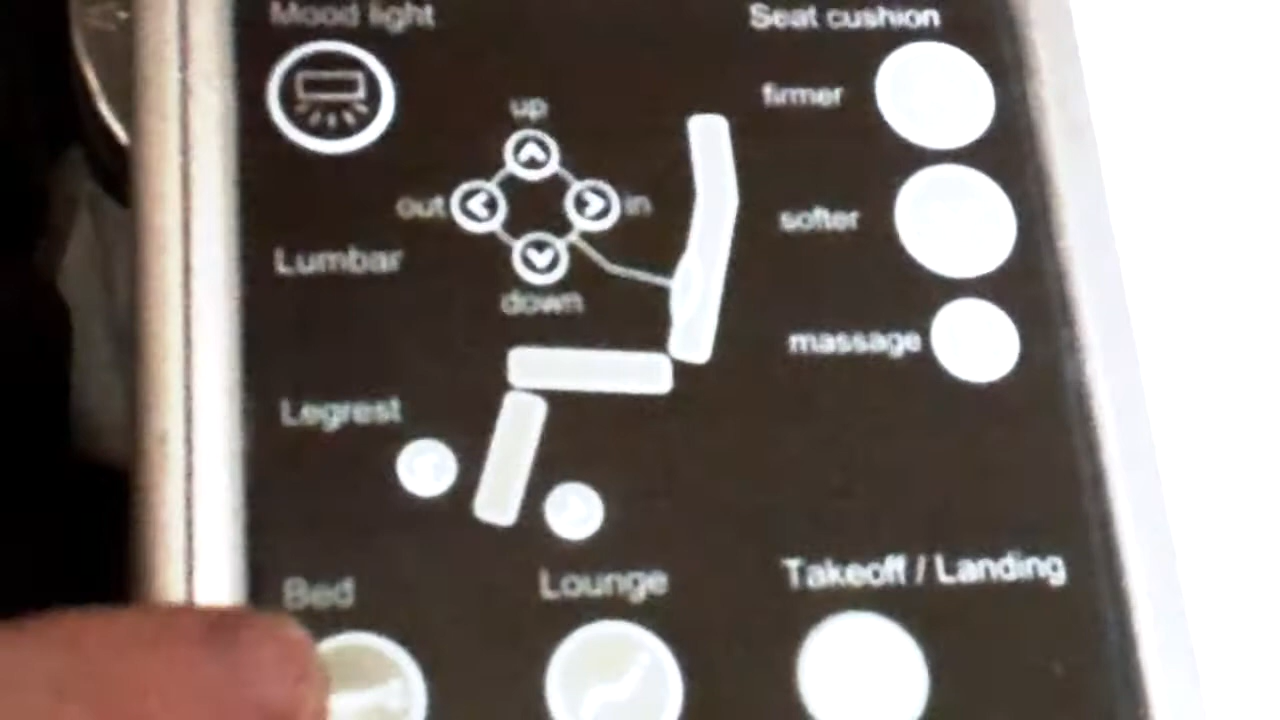 Mood light
Seat cushion
firmer
up
out
in
softer
Lumbar
down
massage
Legrest
Bed
Lounge
Takeoff / Landing